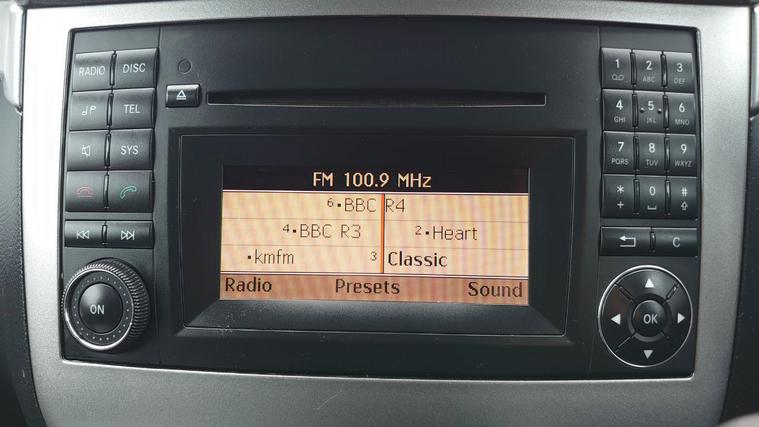 RADIO DISC
TEL
SYS
ON
FM 100.9 MHz
6 BBC R4
4 BBC R3 2 Heart
kmfm 3 Classic
Radio Presets Sound
1 2 ABC 3 DEF
4 GHI 5 JKL 6 MNO
7 PQRS 8 TUV 9 WXYZ
* + 0 #
C
OK